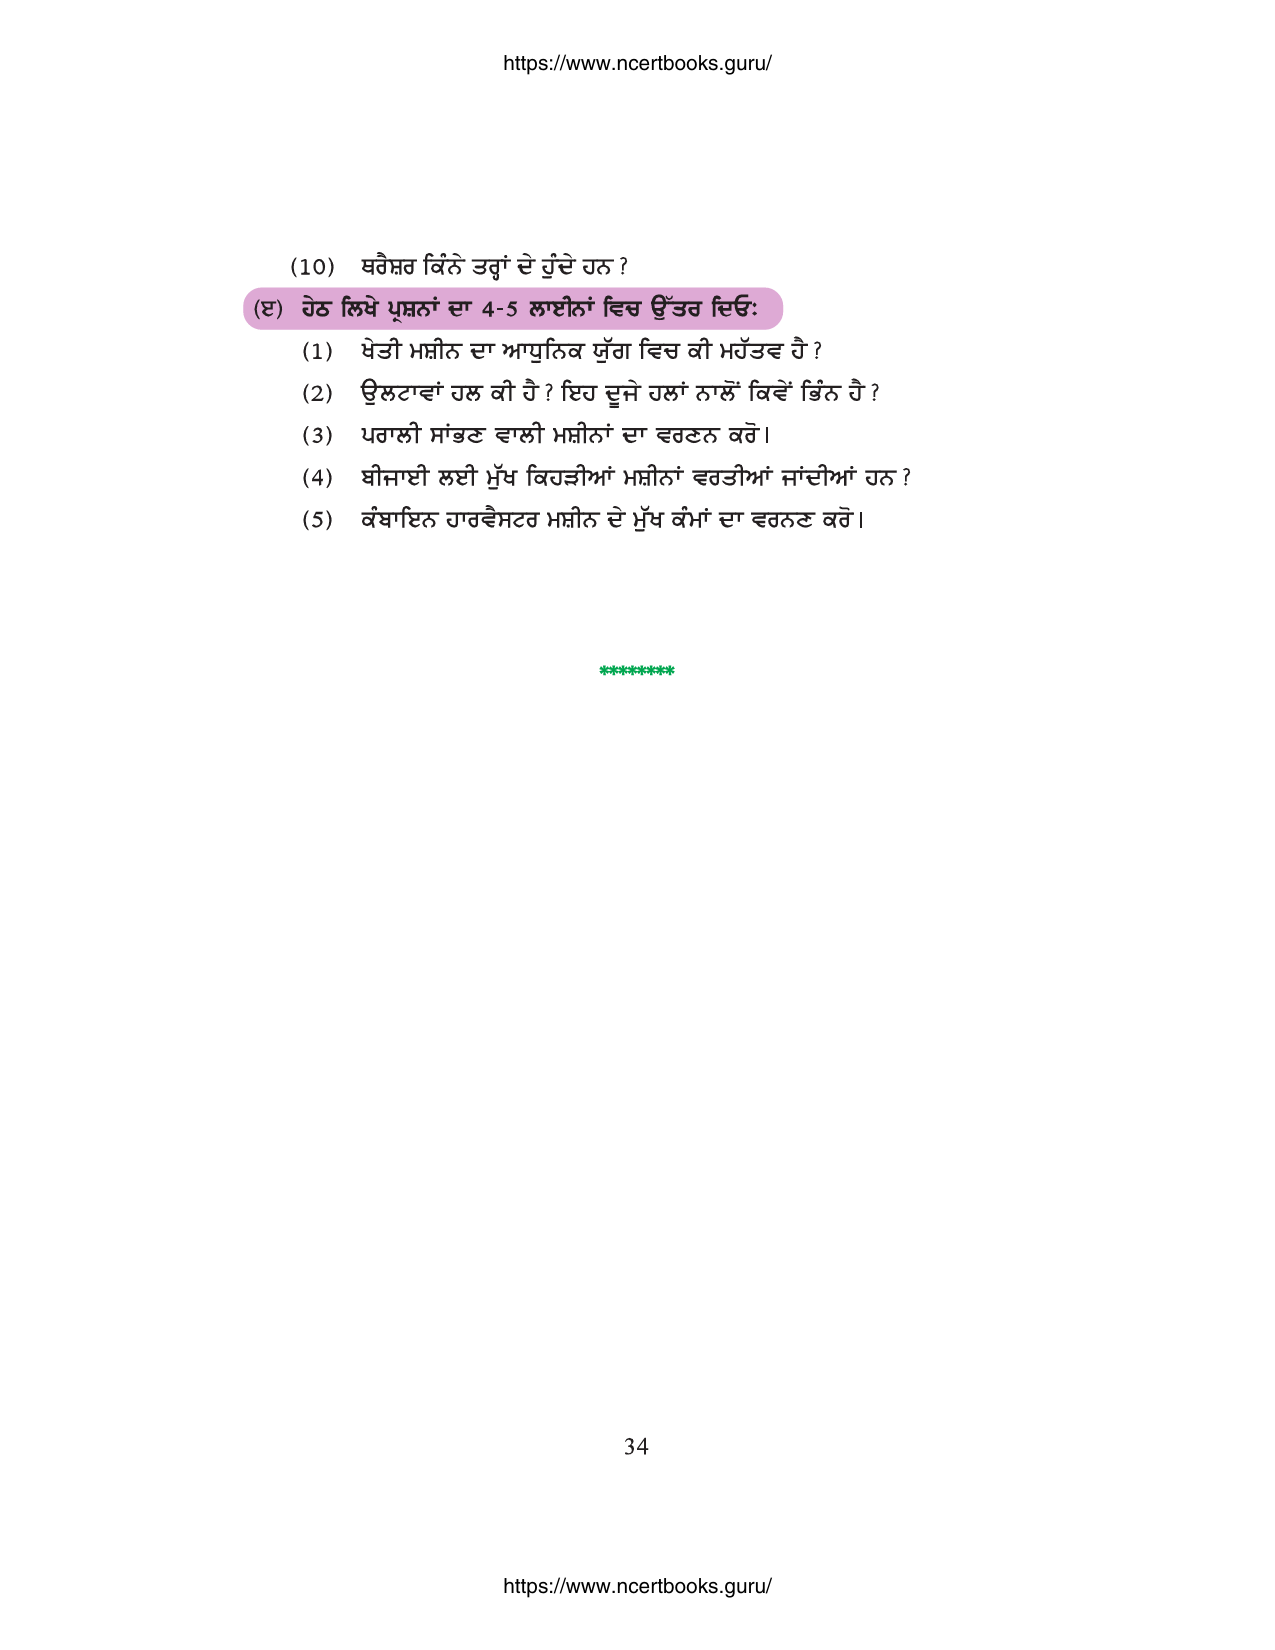 https://www.ncertbooks.guru/
(10) ਥਰੈਸ਼ਰ ਕਿੰਨੇ ਤਰ੍ਹਾਂ ਦੇ ਹੁੰਦੇ ਹਨ ?
(ੲ) ਹੇਠ ਲਿਖੇ ਪ੍ਰਸ਼ਨਾਂ ਦਾ 4-5 ਲਾਈਨਾਂ ਵਿਚ ਉੱਤਰ ਦਿਓ:
(1) ਖੇਤੀ ਮਸ਼ੀਨ ਦਾ ਆਧੁਨਿਕ ਯੁੱਗ ਵਿਚ ਕੀ ਮਹੱਤਵ ਹੈ ?
(2) ਉਲਟਾਵਾਂ ਹਲ ਕੀ ਹੈ ? ਇਹ ਦੂਜੇ ਹਲਾਂ ਨਾਲੋਂ ਕਿਵੇਂ ਭਿੰਨ ਹੈ ?
(3) ਪਰਾਲੀ ਸਾਂਭਣ ਵਾਲੀ ਮਸ਼ੀਨਾਂ ਦਾ ਵਰਣਨ ਕਰੋ।
(4) ਬੀਜਾਈ ਲਈ ਮੁੱਖ ਕਿਹੜੀਆਂ ਮਸ਼ੀਨਾਂ ਵਰਤੀਆਂ ਜਾਂਦੀਆਂ ਹਨ ?
(5) ਕੰਬਾਇਨ ਹਾਰਵੈਸਟਰ ਮਸ਼ੀਨ ਦੇ ਮੁੱਖ ਕੰਮਾਂ ਦਾ ਵਰਨਣ ਕਰੋ।
********
34
https://www.ncertbooks.guru/